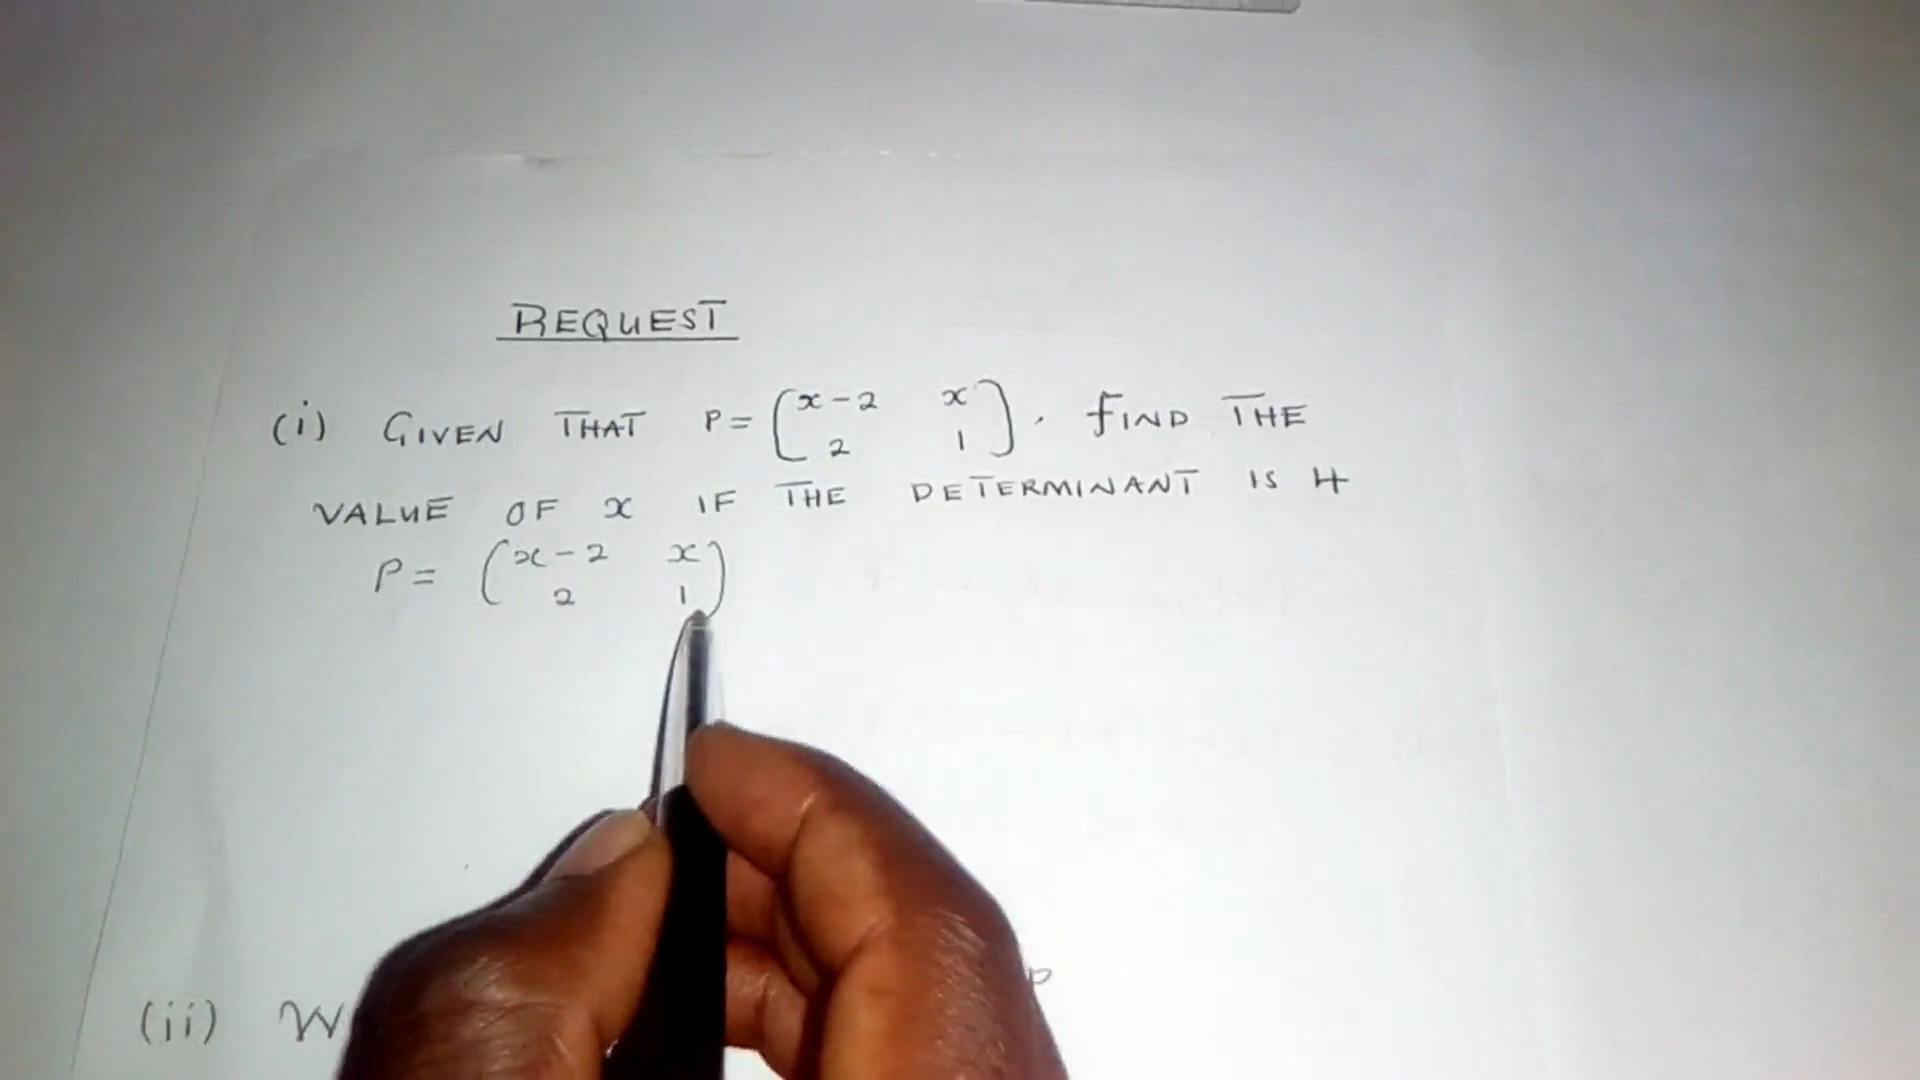 REQUEST
(i) GIVEN THAT P = (x-2 x
2 1). FIND THE
VALUE OF x IF THE DETERMINANT IS 4
P = (x-2 x
2 1)
(ii)